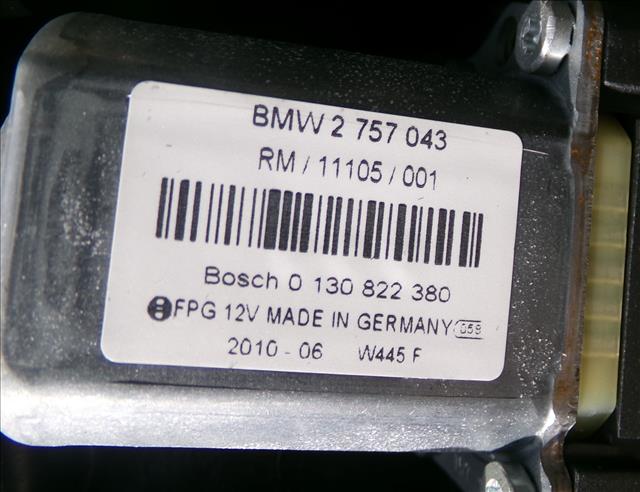 BMW 2 757 043
RM / 11105 / 001
Bosch 0 130 822 380
FPG 12V MADE IN GERMANY 058
2010 - 06 W445 F